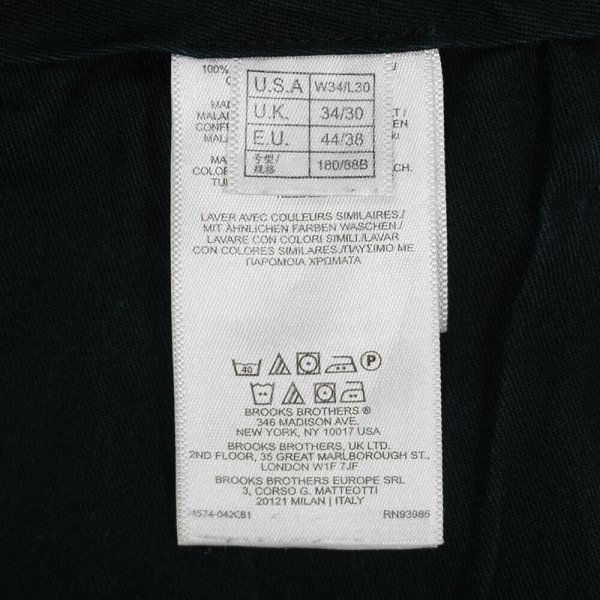 100%
U.S.A W34/L30
U.K. 34/30
E.U. 44/38
号型/规格 180/88B
LAVER AVEC COULEURS SIMILAIRES./
MIT ÄHNLICHEN FARBEN WASCHEN./
LAVARE CON COLORI SIMILI./LAVAR
CON COLORES SIMILARES./ΠΛΥΣΙΜΟ ΜΕ
ΠΑΡΟΜΟΙΑ ΧΡΩΜΑΤΑ
40 P
BROOKS BROTHERS ®
346 MADISON AVE.
NEW YORK, NY 10017 USA
BROOKS BROTHERS, UK LTD.
2ND FLOOR, 35 GREAT MARLBOROUGH ST.,
LONDON W1F 7JF
BROOKS BROTHERS EUROPE SRL
3, CORSO G. MATTEOTTI
20121 MILAN | ITALY
4574-042CB1 RN93986